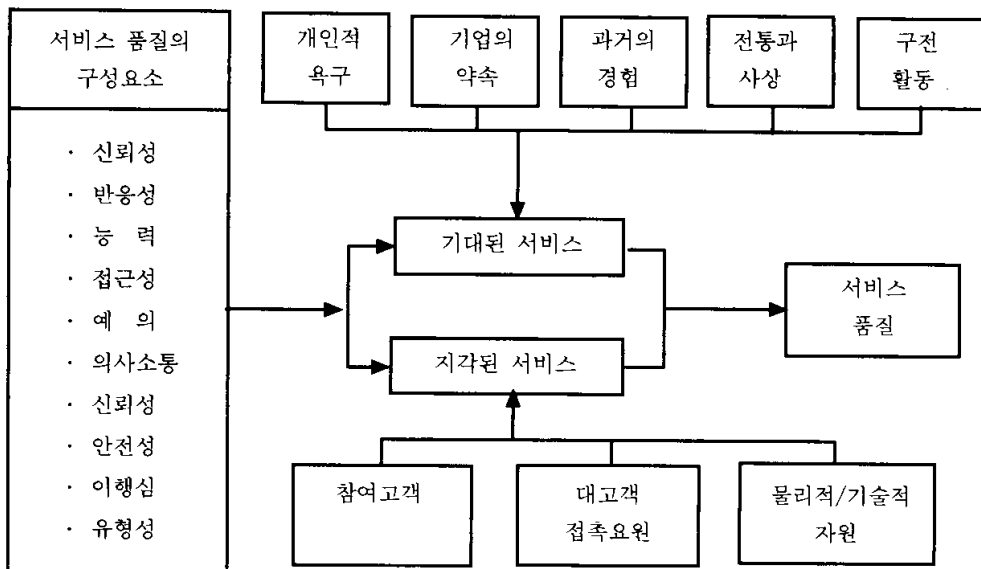 서비스 품질의
구성요소
· 신뢰성
· 반응성
· 능 력
· 접근성
· 예 의
· 의사소통
· 신뢰성
· 안전성
· 이행심
· 유형성
개인적
욕구
기업의
약속
과거의
경험
전통과
사상
구전
활동
기대된 서비스
지각된 서비스
서비스
품질
참여고객
대고객
접촉요원
물리적/기술적
자원